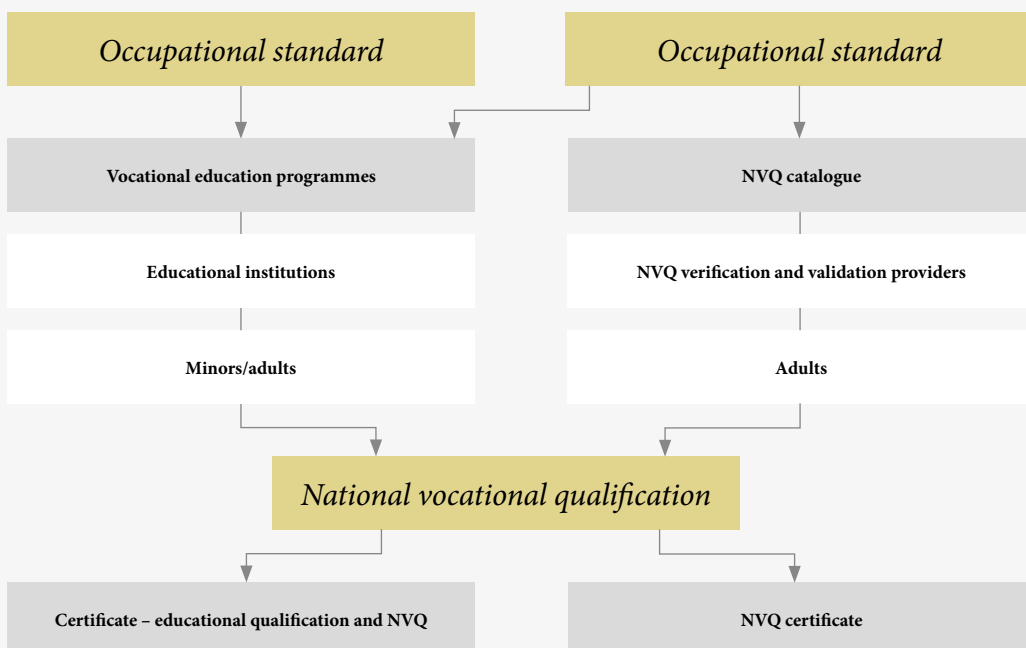 Occupational standard
Occupational standard
Vocational education programmes
NVQ catalogue
Educational institutions
NVQ verification and validation providers
Minors/adults
Adults
National vocational qualification
Certificate – educational qualification and NVQ
NVQ certificate